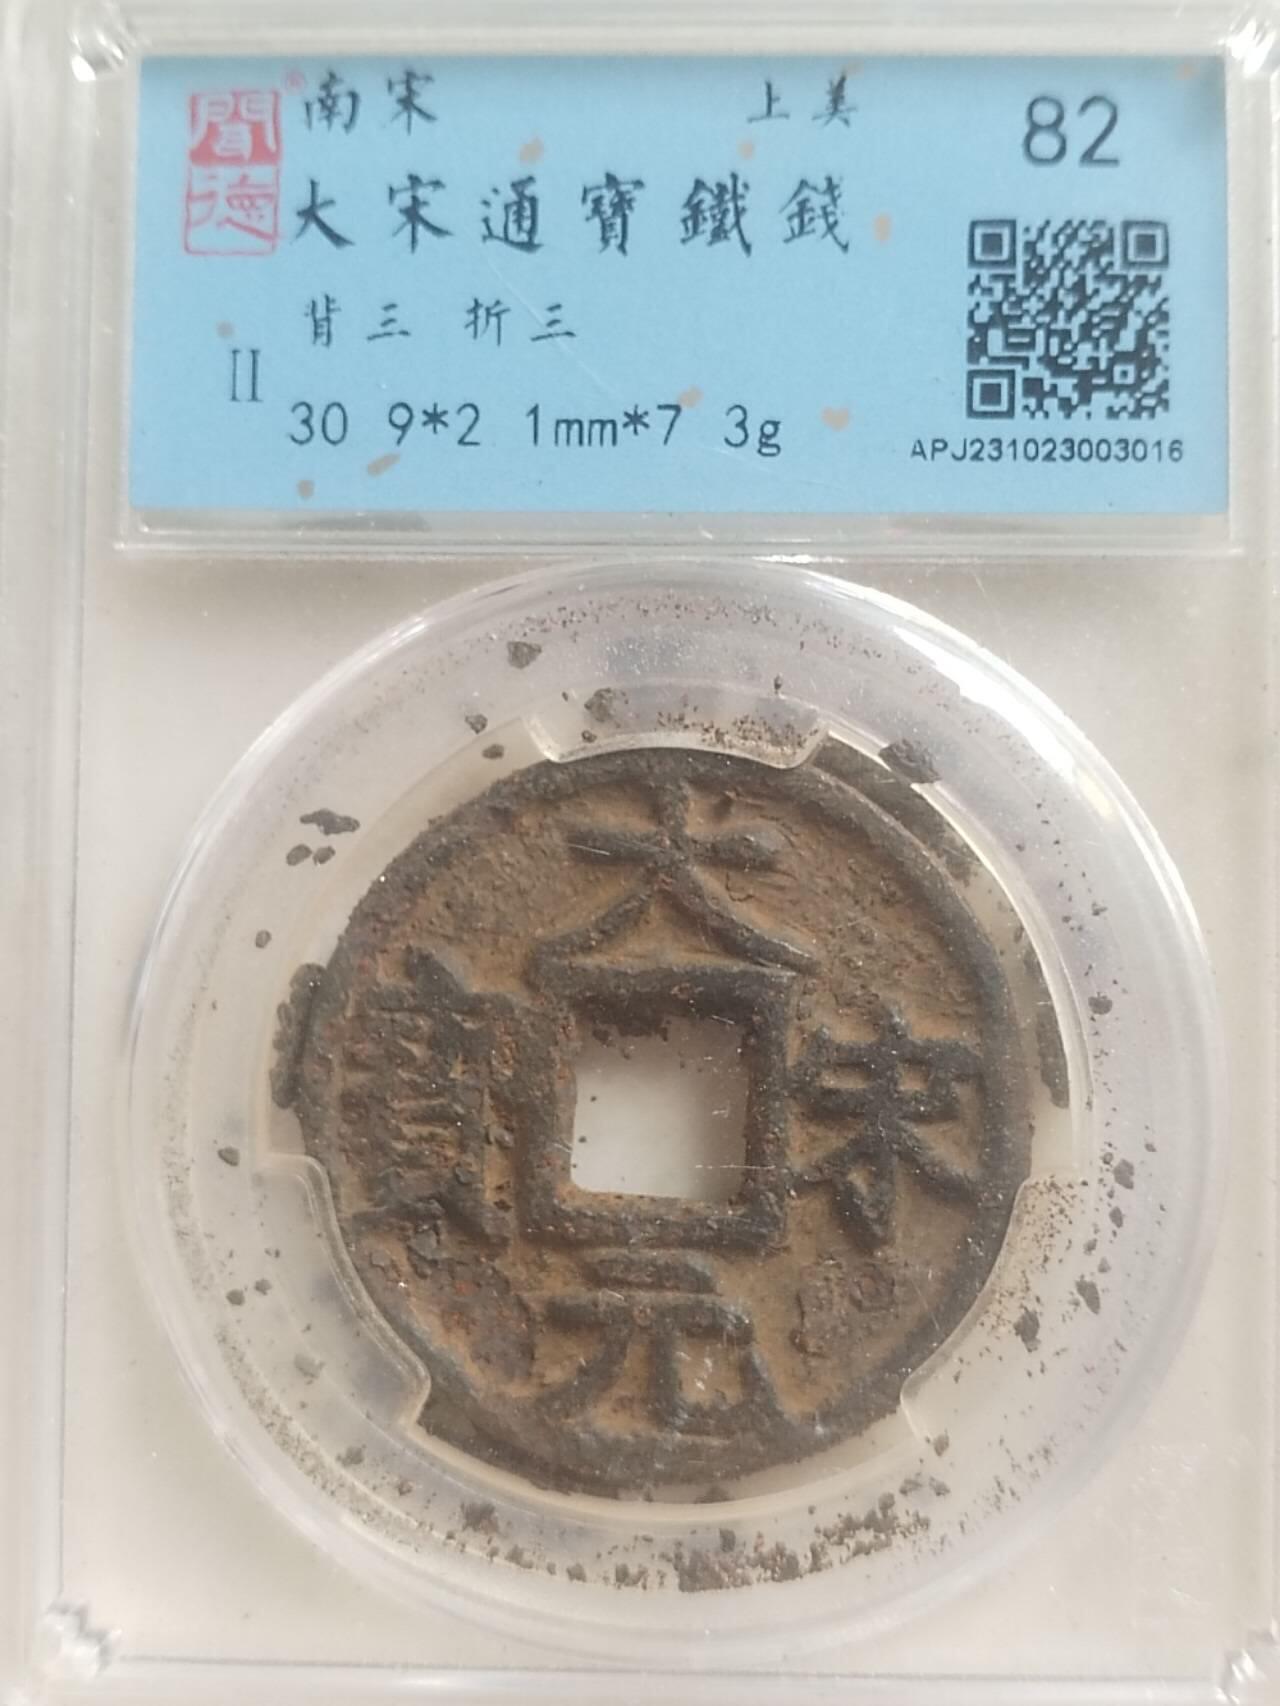 聞德®
南宋 上美 82
大宋通寶鐵錢
背三 折三
II
30 9*2 1mm*7 3g
APJ231023003016
大
宋
元
寶